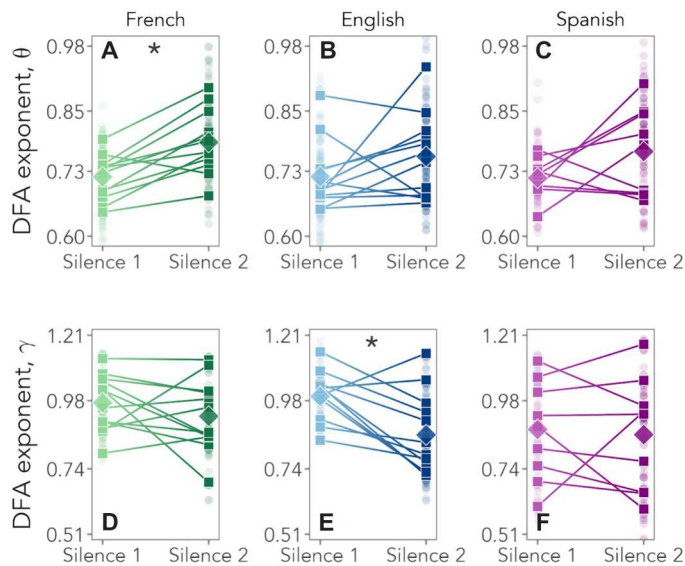 French English Spanish
DFA exponent, θ
0.98 0.98 0.98
A * B C
0.85 0.85 0.85
0.73 0.73 0.73
0.60 0.60 0.60
Silence 1 Silence 2 Silence 1 Silence 2 Silence 1 Silence 2
DFA exponent, γ
1.21 1.21 1.21
*
0.98 0.98 0.98
0.74 0.74 0.74
D E F
0.51 0.51 0.51
Silence 1 Silence 2 Silence 1 Silence 2 Silence 1 Silence 2